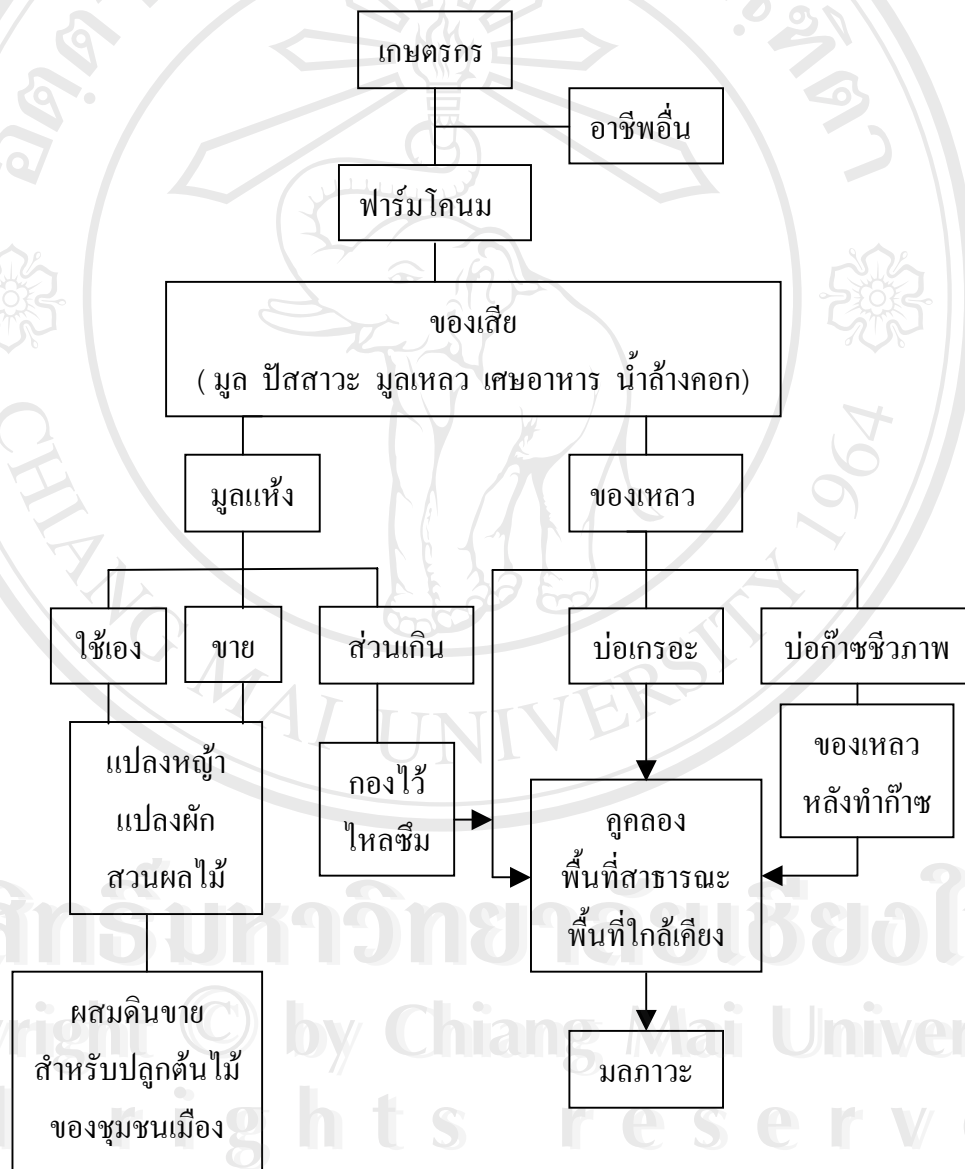 เกษตรกร
อาชีพอื่น
ฟาร์มโคนม
ของเสีย
( มูล ปัสสาวะ มูลเหลว เศษอาหาร น้ำล้างคอก)
มูลแห้ง
ของเหลว
ใช้เอง
ขาย
ส่วนเกิน
บ่อเกรอะ
บ่อก๊าซชีวภาพ
แปลงหญ้า
แปลงผัก
สวนผลไม้
กองไว้
ไหลซึม
คูคลอง
พื้นที่สาธารณะ
พื้นที่ใกล้เคียง
ของเหลว
หลังทำก๊าซ
ผสมดินขาย
สำหรับปลูกต้นไม้
ของชุมชนเมือง
มลภาวะ
CHIANG MAI UNIVERSITY 1964
by Chiang Mai
rights